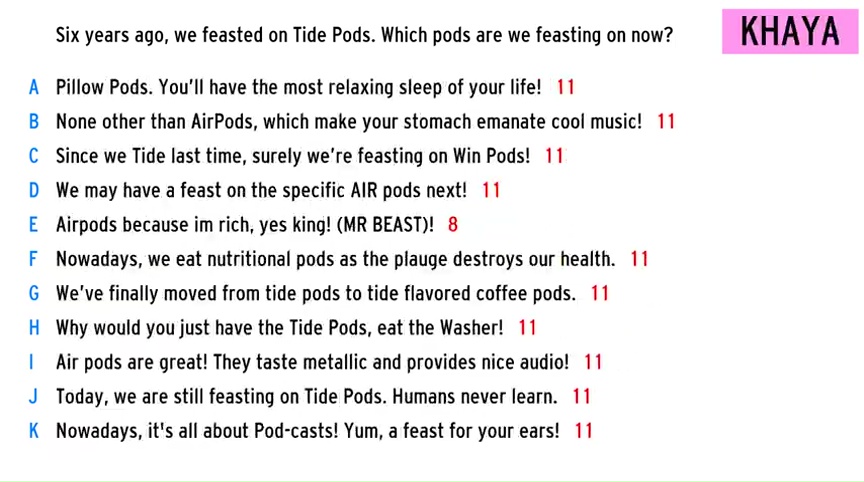 Six years ago, we feasted on Tide Pods. Which pods are we feasting on now?
KHAYA
A Pillow Pods. You'll have the most relaxing sleep of your life! 11
B None other than AirPods, which make your stomach emanate cool music! 11
C Since we Tide last time, surely we're feasting on Win Pods! 11
D We may have a feast on the specific AIR pods next! 11
E Airpods because im rich, yes king! (MR BEAST)! 8
F Nowadays, we eat nutritional pods as the plauge destroys our health. 11
G We've finally moved from tide pods to tide flavored coffee pods. 11
H Why would you just have the Tide Pods, eat the Washer! 11
I Air pods are great! They taste metallic and provides nice audio! 11
J Today, we are still feasting on Tide Pods. Humans never learn. 11
K Nowadays, it's all about Pod-casts! Yum, a feast for your ears! 11